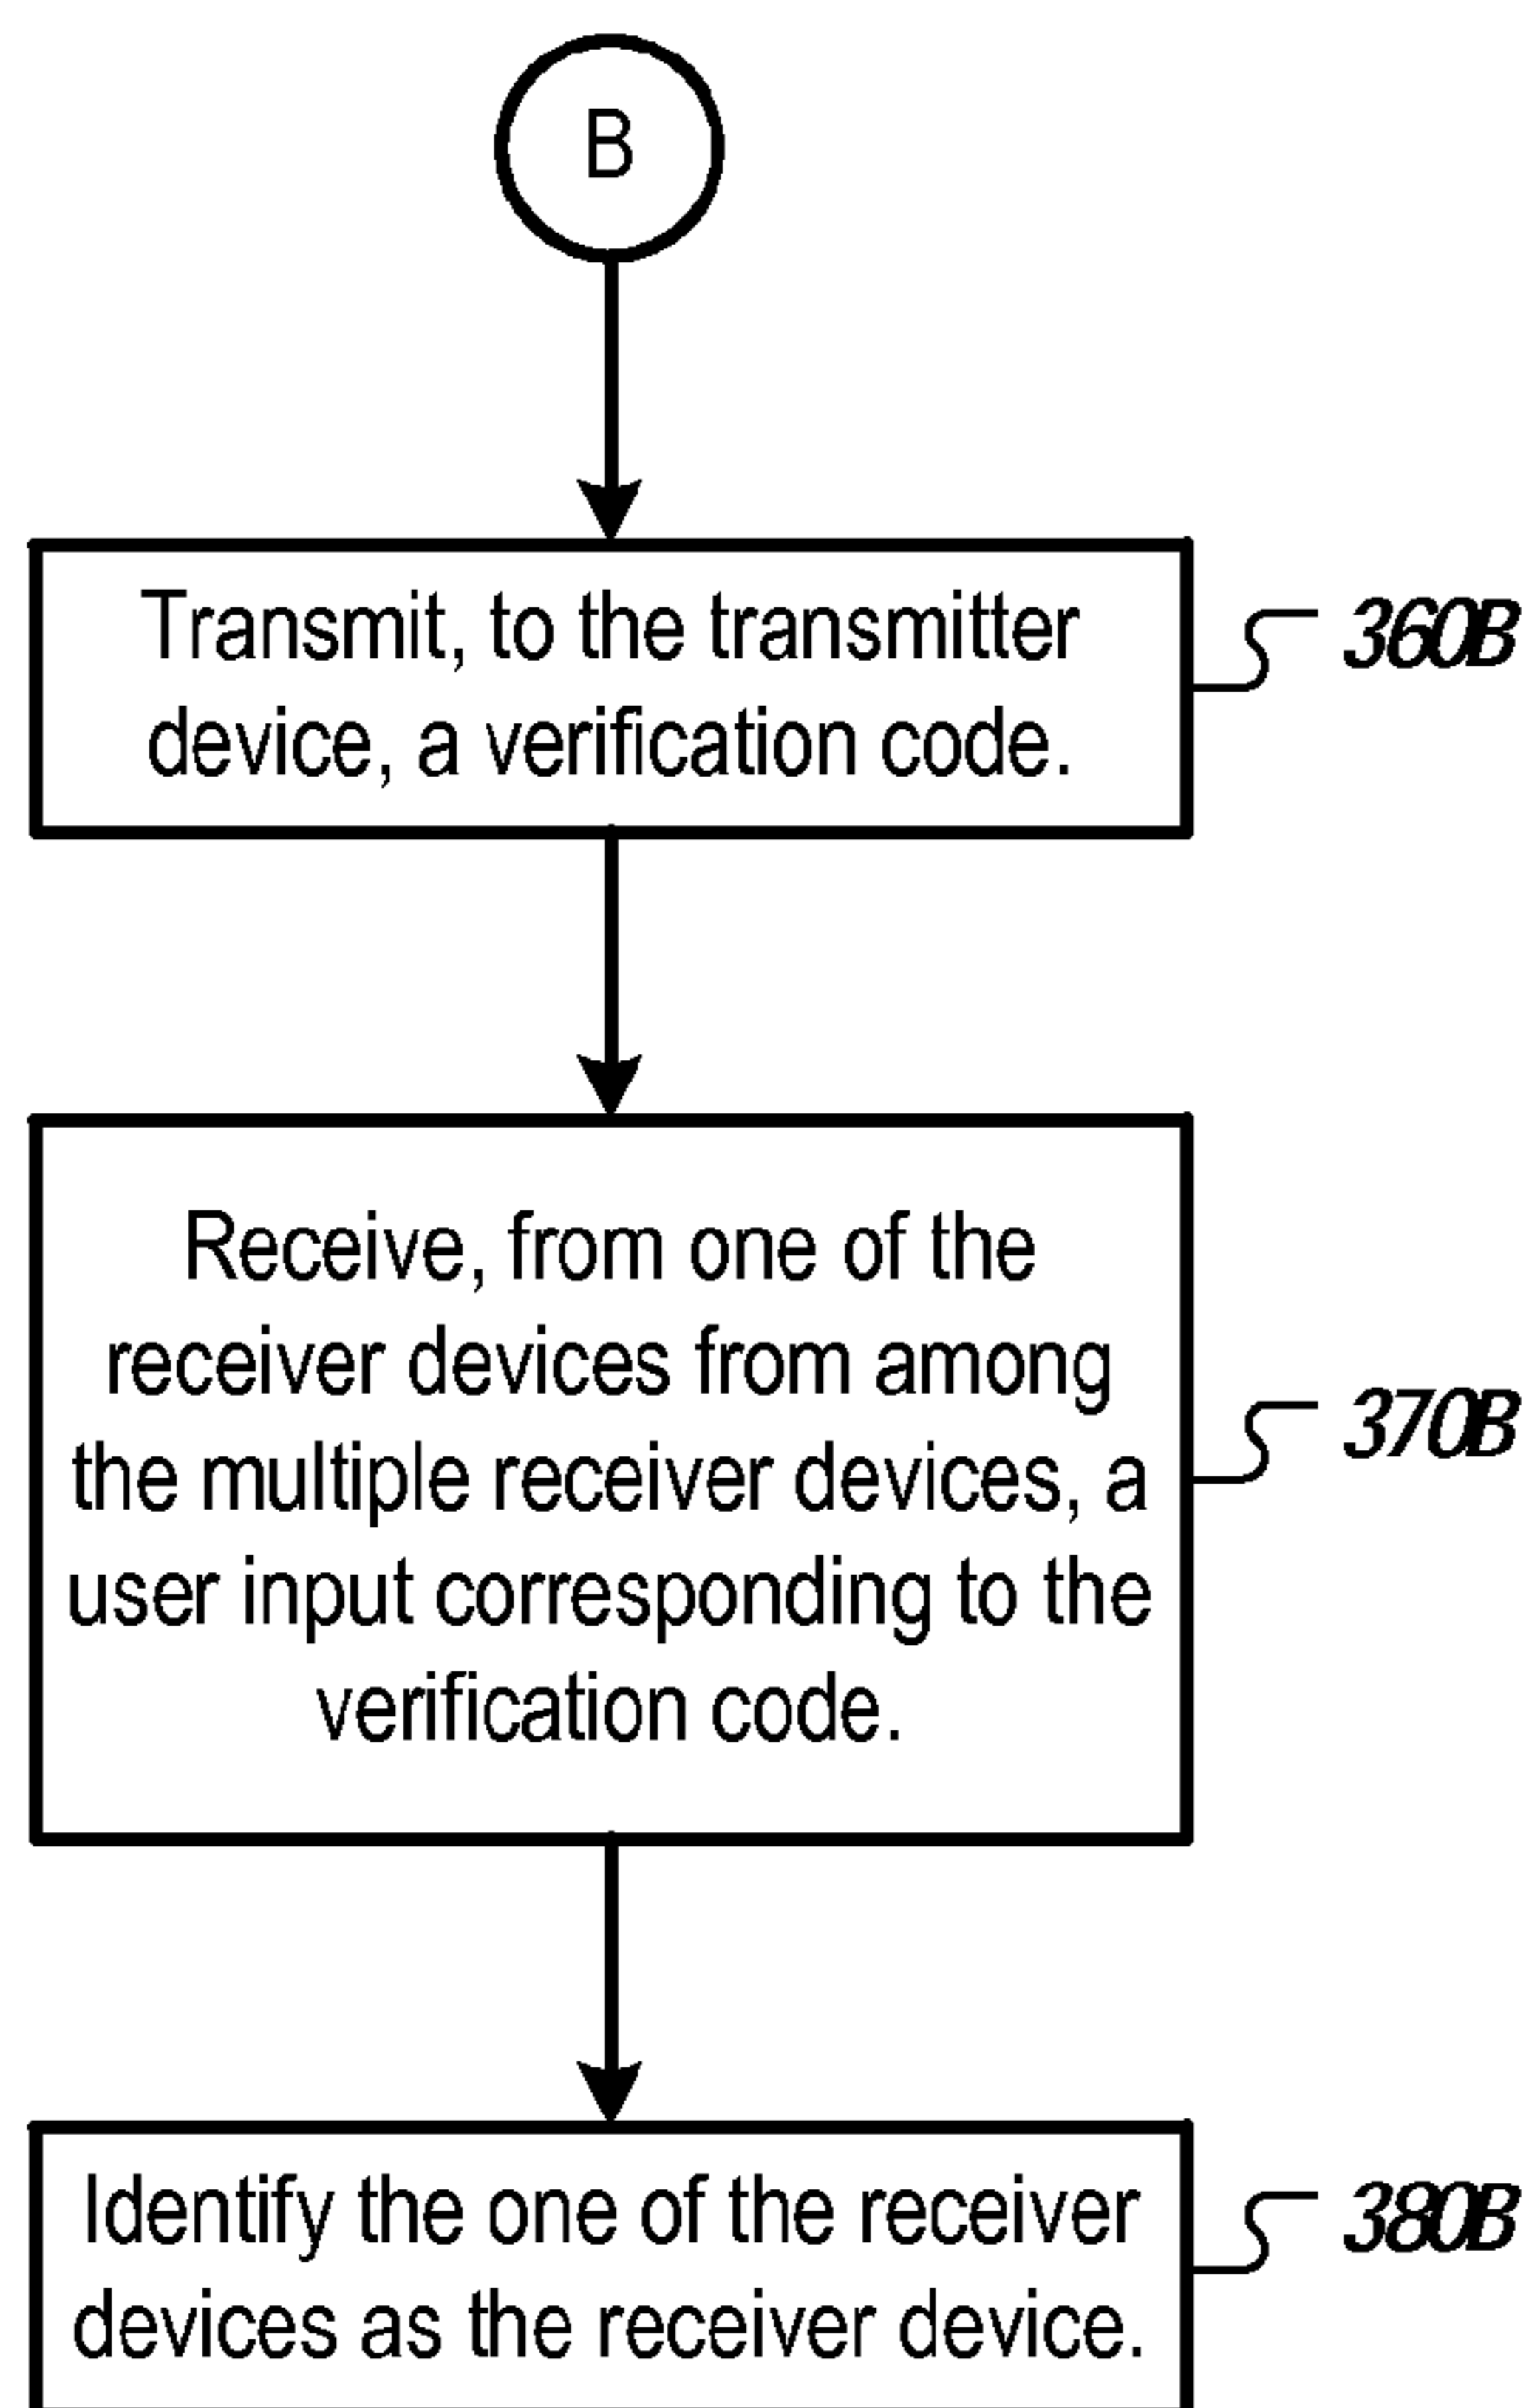 B
Transmit, to the transmitter
device, a verification code.
360B
Receive, from one of the
receiver devices from among
the multiple receiver devices, a
user input corresponding to the
verification code.
370B
Identify the one of the receiver
devices as the receiver device.
380B